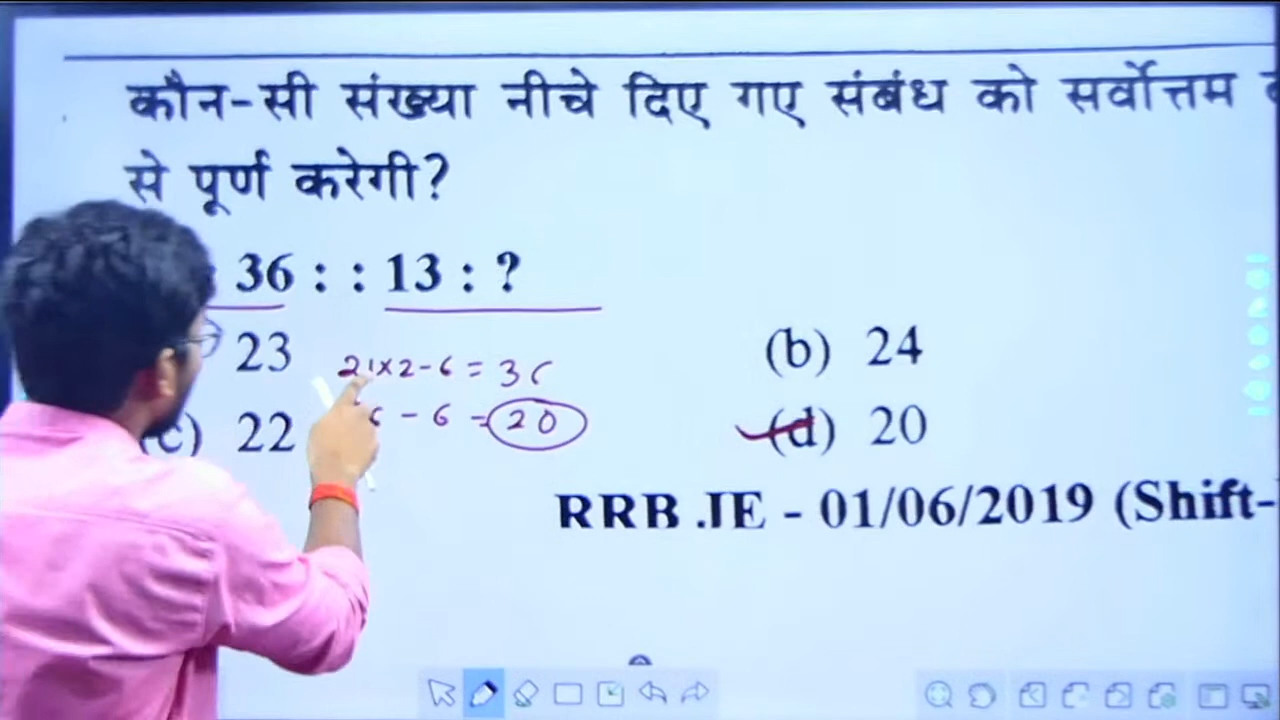 कौन-सी संख्या नीचे दिए गए संबंध को सर्वोत्तम
से पूर्ण करेगी?
36 : : 13 : ?
23
(b) 24
21×2-6 = 36
6 - 6 = 20
(c) 22
(d) 20
RRB JE - 01/06/2019 (Shift-